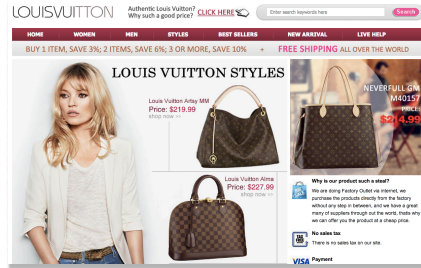 LOUISVUITTON
Authentic Louis Vuitton?
Why such a good price? CLICK HERE
Enter search keywords here
Search
HOME WOMEN MEN STYLES BEST SELLERS NEW ARRIVAL LIVE HELP
BUY 1 ITEM, SAVE 3%; 2 ITEMS, SAVE 6%; 3 OR MORE, SAVE 10% + FREE SHIPPING ALL OVER THE WORLD
LOUIS VUITTON STYLES
Louis Vuitton Artsy MM
Price: $219.99
shop now >>
Louis Vuitton Alma
Price: $227.99
shop now >>
NEVERFULL GM
M40157
PRICE:
$214.99
Why is our product such a steal?
We are doing Factory Outlet via internet, we
purchase the products directly from the factory
without any step in between, and we have a great
many of suppliers through out the world, thats why
we can offer you the product at a cheap price.
No sales tax
There is no sales tax on our site.
VISA Payment